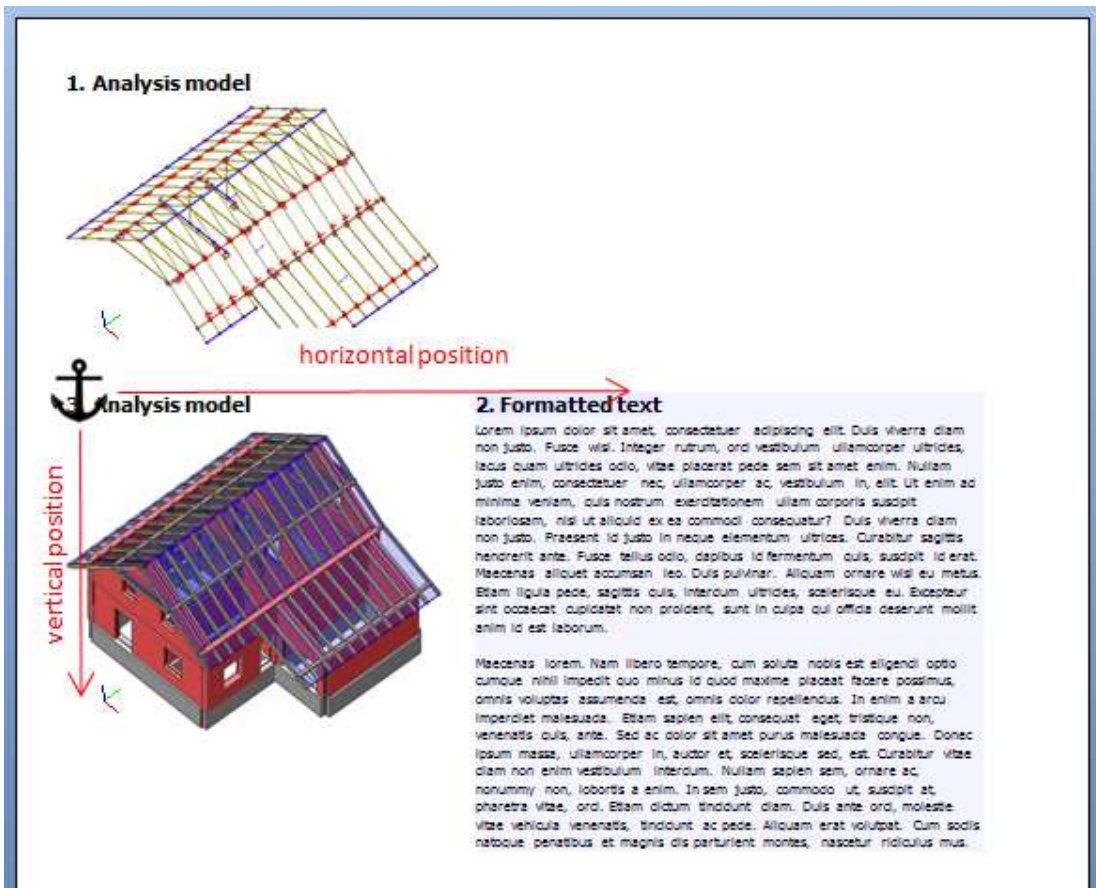 1. Analysis model
horizontal position
3. Analysis model
vertical position
2. Formatted text
Lorem ipsum dolor sit amet, consectetuer adipiscing elit. Duis viverra diam
non justo. Fusce wisi. Integer rutrum, orci vestibulum ullamcorper ultricies,
lacus quam ultricies odio, vitae placerat pede sem sit amet enim. Nullam
justo enim, consectetuer nec, ullamcorper ac, vestibulum in, elit. Ut enim ad
minima veniam, quis nostrum exercitationem ullam corporis suscipit
laboriosam, nisi ut aliquid ex ea commodi consequatur? Duis viverra diam
non justo. Praesent id justo in neque elementum ultrices. Curabitur sagittis
hendrerit ante. Fusce tellus odio, dapibus id fermentum quis, suscipit id erat.
Maecenas aliquet accumsan leo. Duis pulvinar. Aliquam ornare wisi eu metus.
Etiam ligula pede, sagittis quis, interdum ultricies, scelerisque eu. Excepteur
sint occaecat cupidatat non proident, sunt in culpa qui officia deserunt mollit
anim id est laborum.
Maecenas lorem. Nam libero tempore, cum soluta nobis est eligendi optio
cumque nihil impedit quo minus id quod maxime placeat facere possimus,
omnis voluptas assumenda est, omnis dolor repellendus. In enim a arcu
imperdiet malesuada. Etiam sapien elit, consequat eget, tristique non,
venenatis quis, ante. Sed ac dolor sit amet purus malesuada congue. Donec
ipsum massa, ullamcorper in, auctor et, scelerisque sed, est. Curabitur vitae
diam non enim vestibulum interdum. Nullam sapien sem, ornare ac,
nonummy non, lobortis a enim. In sem justo, commodo ut, suscipit at,
pharetra vitae, orci. Etiam dictum tincidunt diam. Duis ante orci, molestie
vitae vehicula venenatis, tincidunt ac pede. Aliquam erat volutpat. Cum sociis
natoque penatibus et magnis dis parturient montes, nascetur ridiculus mus.